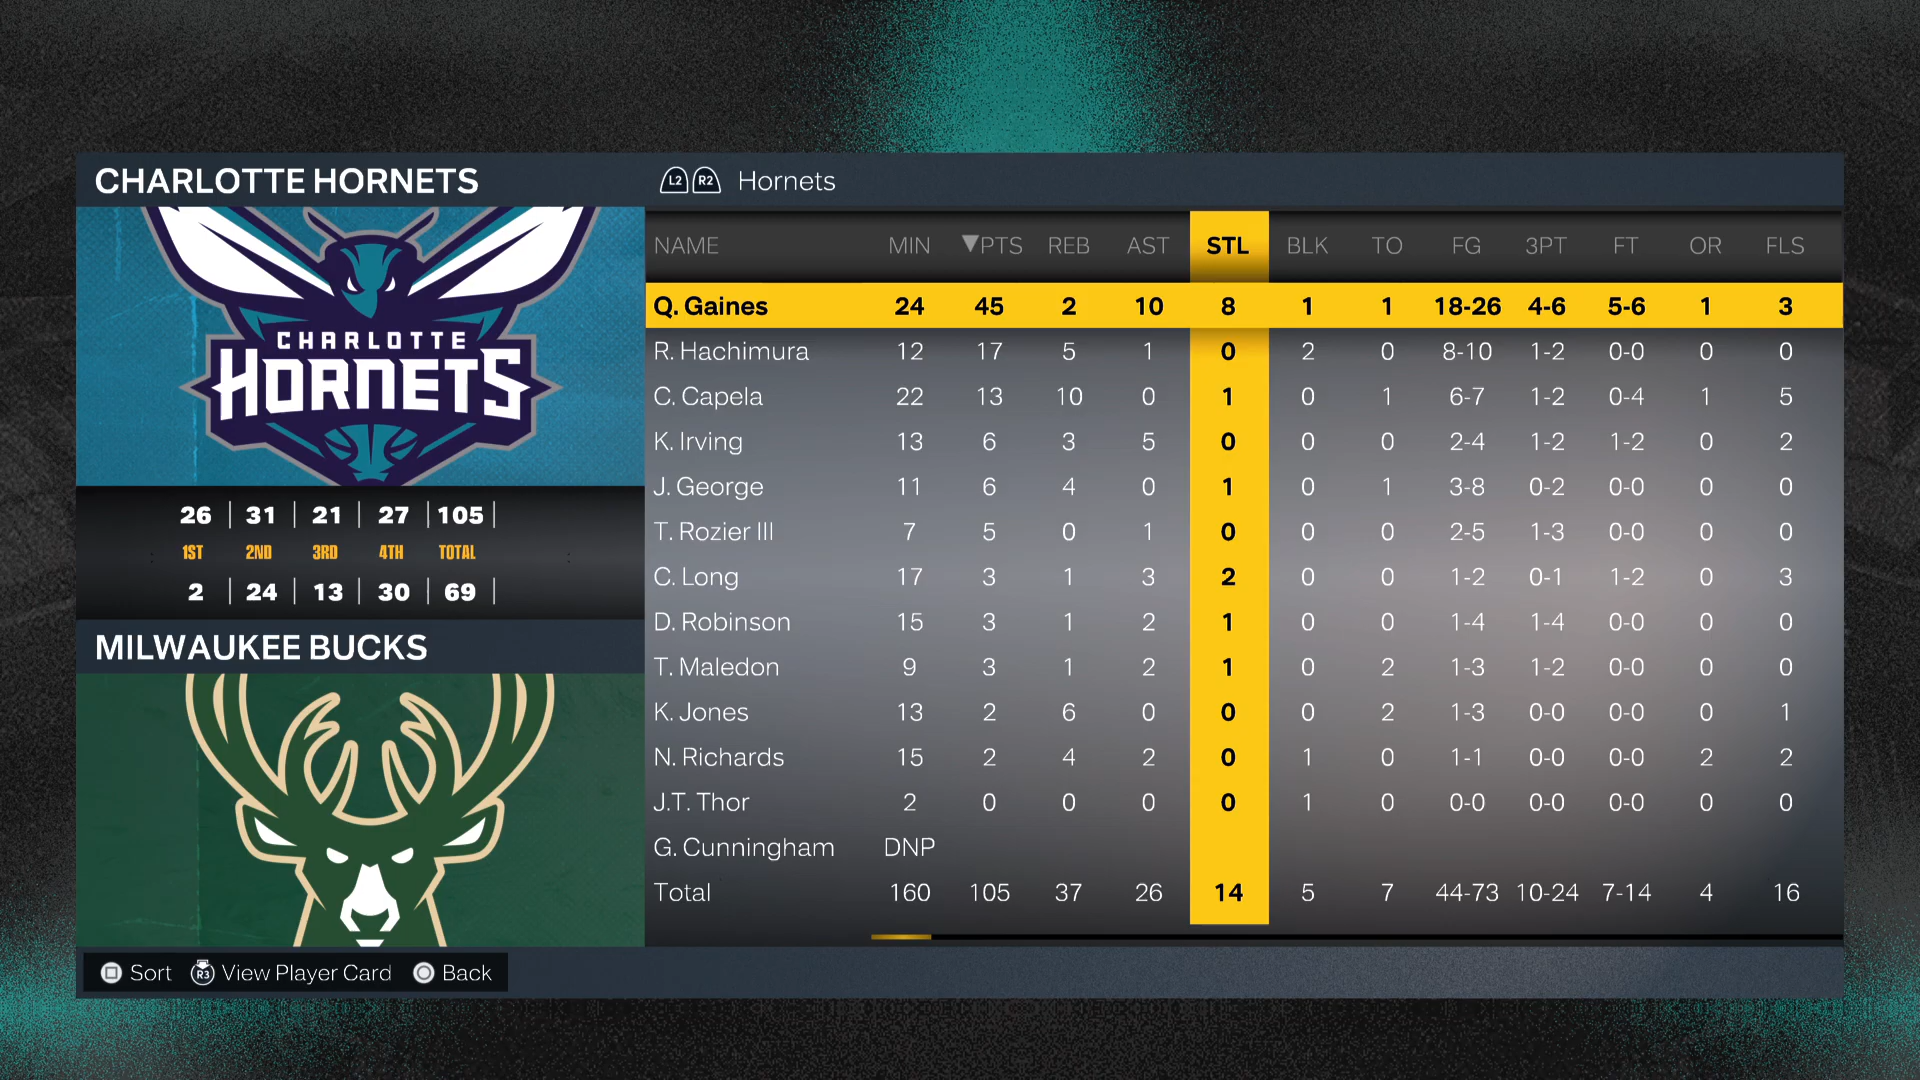 CHARLOTTE HORNETS
L2 R2 Hornets
CHARLOTTE
HORNETS
26 | 31 | 21 | 27 | 105 |
1ST 2ND 3RD 4TH TOTAL
2 | 24 | 13 | 30 | 69 |
MILWAUKEE BUCKS
NAME MIN ▼PTS REB AST STL BLK TO FG 3PT FT OR FLS
Q. Gaines 24 45 2 10 8 1 1 18-26 4-6 5-6 1 3
R. Hachimura 12 17 5 1 0 2 0 8-10 1-2 0-0 0 0
C. Capela 22 13 10 0 1 0 1 6-7 1-2 0-4 1 5
K. Irving 13 6 3 5 0 0 0 2-4 1-2 1-2 0 2
J. George 11 6 4 0 1 0 1 3-8 0-2 0-0 0 0
T. Rozier III 7 5 0 1 0 0 0 2-5 1-3 0-0 0 0
C. Long 17 3 1 3 2 0 0 1-2 0-1 1-2 0 3
D. Robinson 15 3 1 2 1 0 0 1-4 1-4 0-0 0 0
T. Maledon 9 3 1 2 1 0 2 1-3 1-2 0-0 0 0
K. Jones 13 2 6 0 0 0 2 1-3 0-0 0-0 0 1
N. Richards 15 2 4 2 0 1 0 1-1 0-0 0-0 2 2
J.T. Thor 2 0 0 0 0 1 0 0-0 0-0 0-0 0 0
G. Cunningham DNP
Total 160 105 37 26 14 5 7 44-73 10-24 7-14 4 16
Sort R3 View Player Card Back